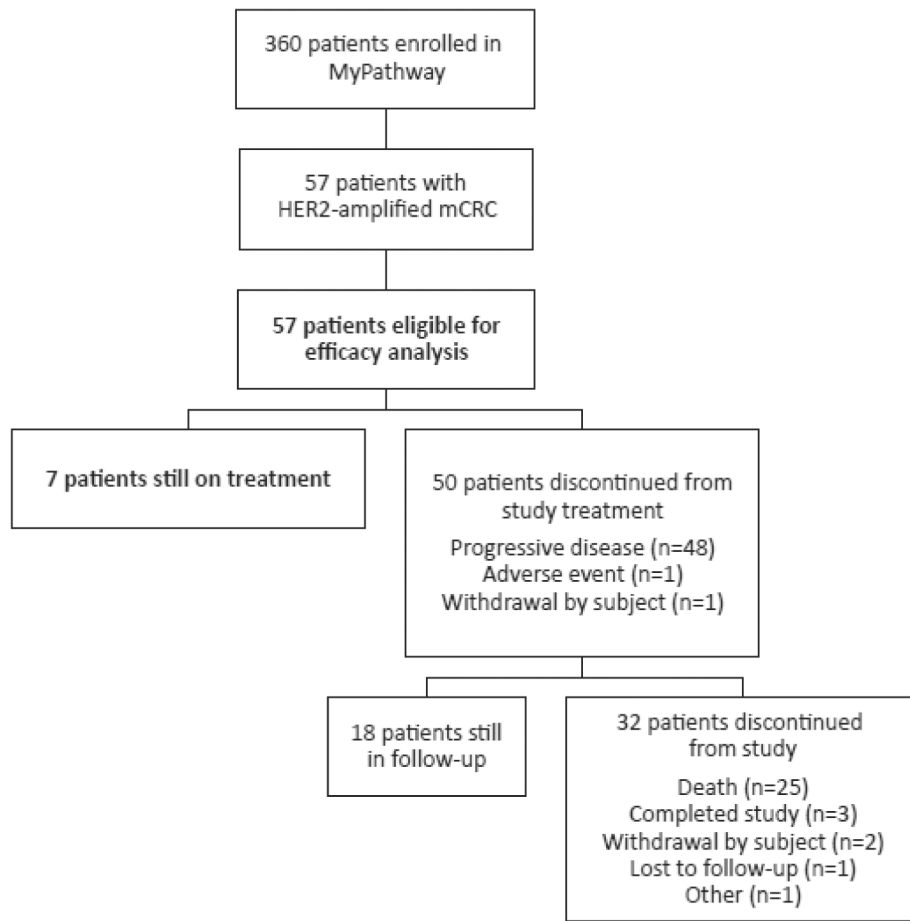 360 patients enrolled in
MyPathway
57 patients with
HER2-amplified mCRC
57 patients eligible for
efficacy analysis
7 patients still on treatment
50 patients discontinued from
study treatment
Progressive disease (n=48)
Adverse event (n=1)
Withdrawal by subject (n=1)
18 patients still
in follow-up
32 patients discontinued
from study
Death (n=25)
Completed study (n=3)
Withdrawal by subject (n=2)
Lost to follow-up (n=1)
Other (n=1)